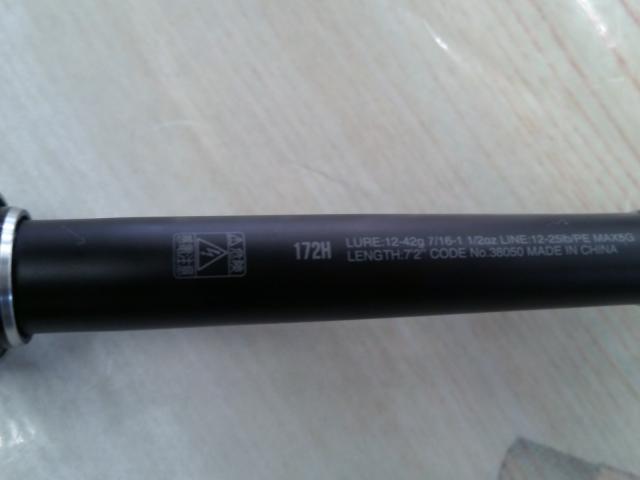 172H
LURE:12-42g 7/16-1 1/2oz LINE:12-25lb/PE MAX5G
LENGTH:7'2" CODE No.38050 MADE IN CHINA